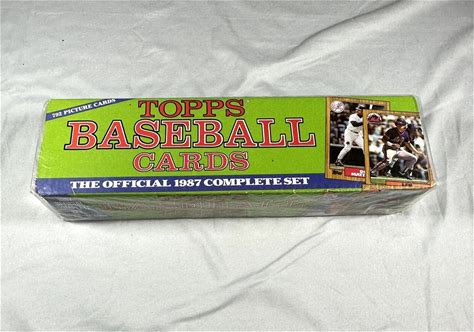 792 PICTURE CARDS
TOPPS
BASEBALL
CARDS
THE OFFICIAL 1987 COMPLETE SET